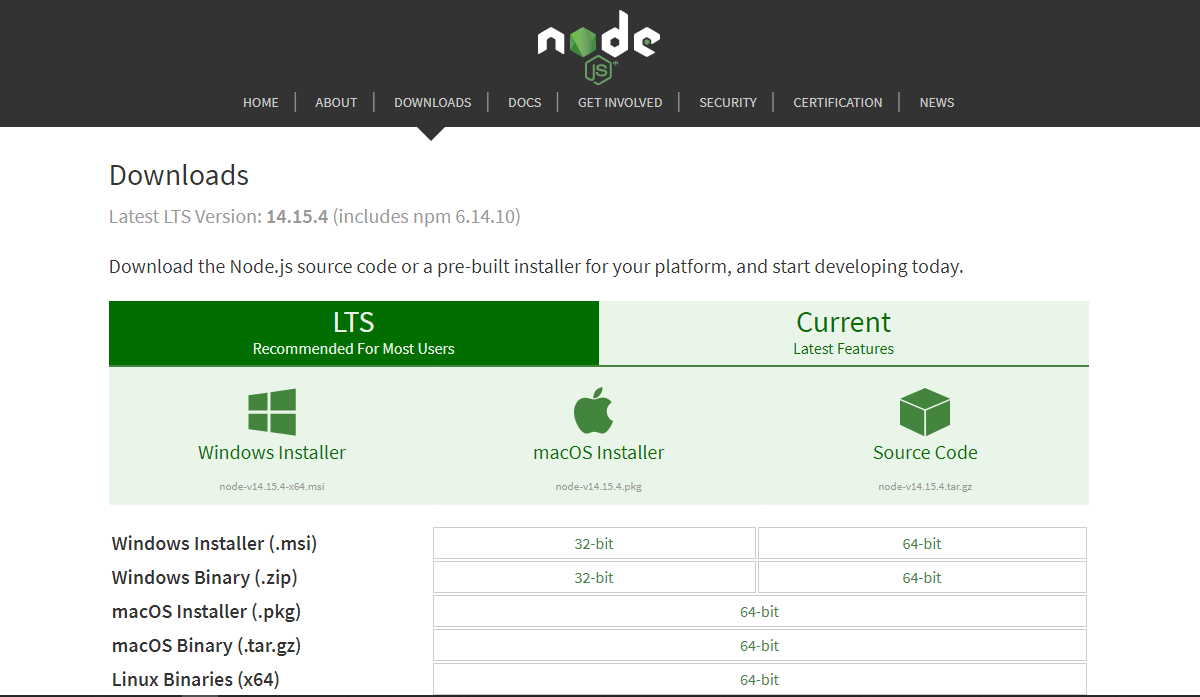 node
JS
HOME ABOUT DOWNLOADS DOCS GET INVOLVED SECURITY CERTIFICATION NEWS
Downloads
Latest LTS Version: 14.15.4 (includes npm 6.14.10)
Download the Node.js source code or a pre-built installer for your platform, and start developing today.
LTS
Recommended For Most Users
Current
Latest Features
Windows Installer
node-v14.15.4-x64.msi
macOS Installer
node-v14.15.4.pkg
Source Code
node-v14.15.4.tar.gz
Windows Installer (.msi) 32-bit 64-bit
Windows Binary (.zip) 32-bit 64-bit
macOS Installer (.pkg) 64-bit
macOS Binary (.tar.gz) 64-bit
Linux Binaries (x64) 64-bit